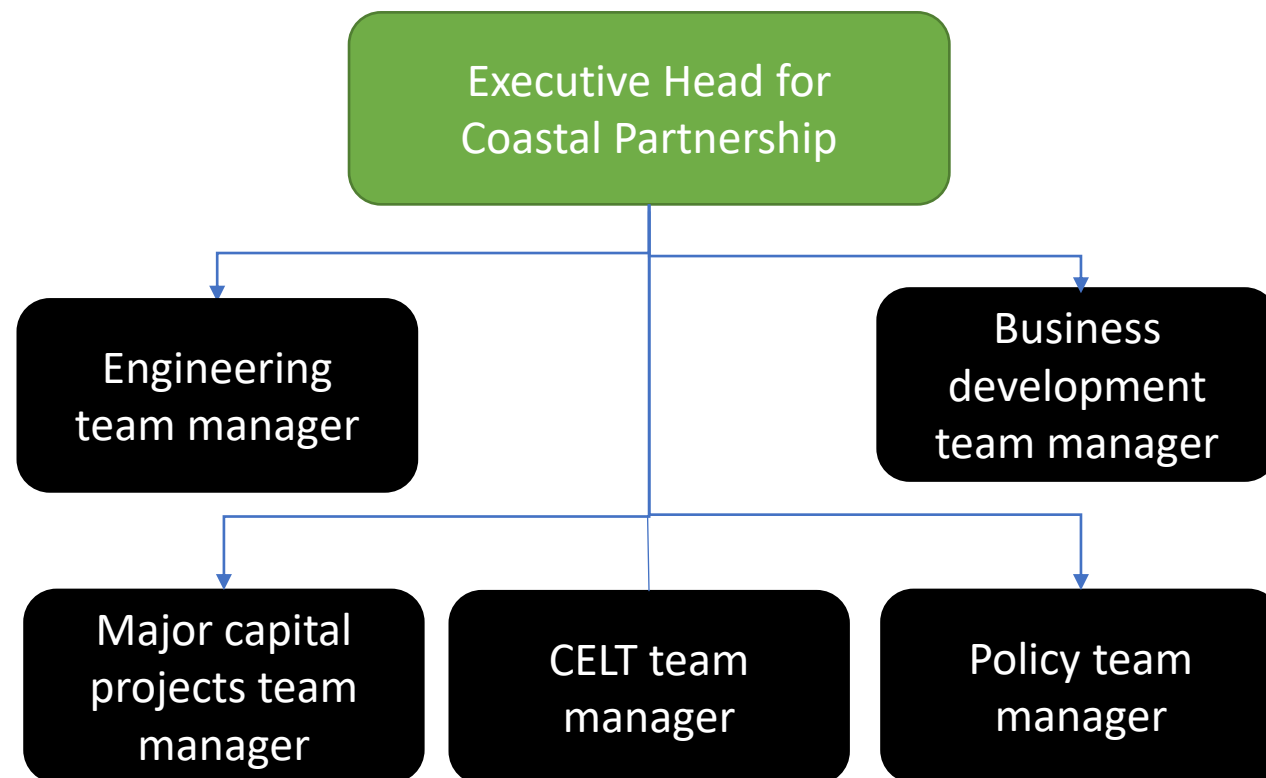 Executive Head for
Coastal Partnership
Engineering
team manager
Business
development
team manager
Major capital
projects team
manager
CELT team
manager
Policy team
manager